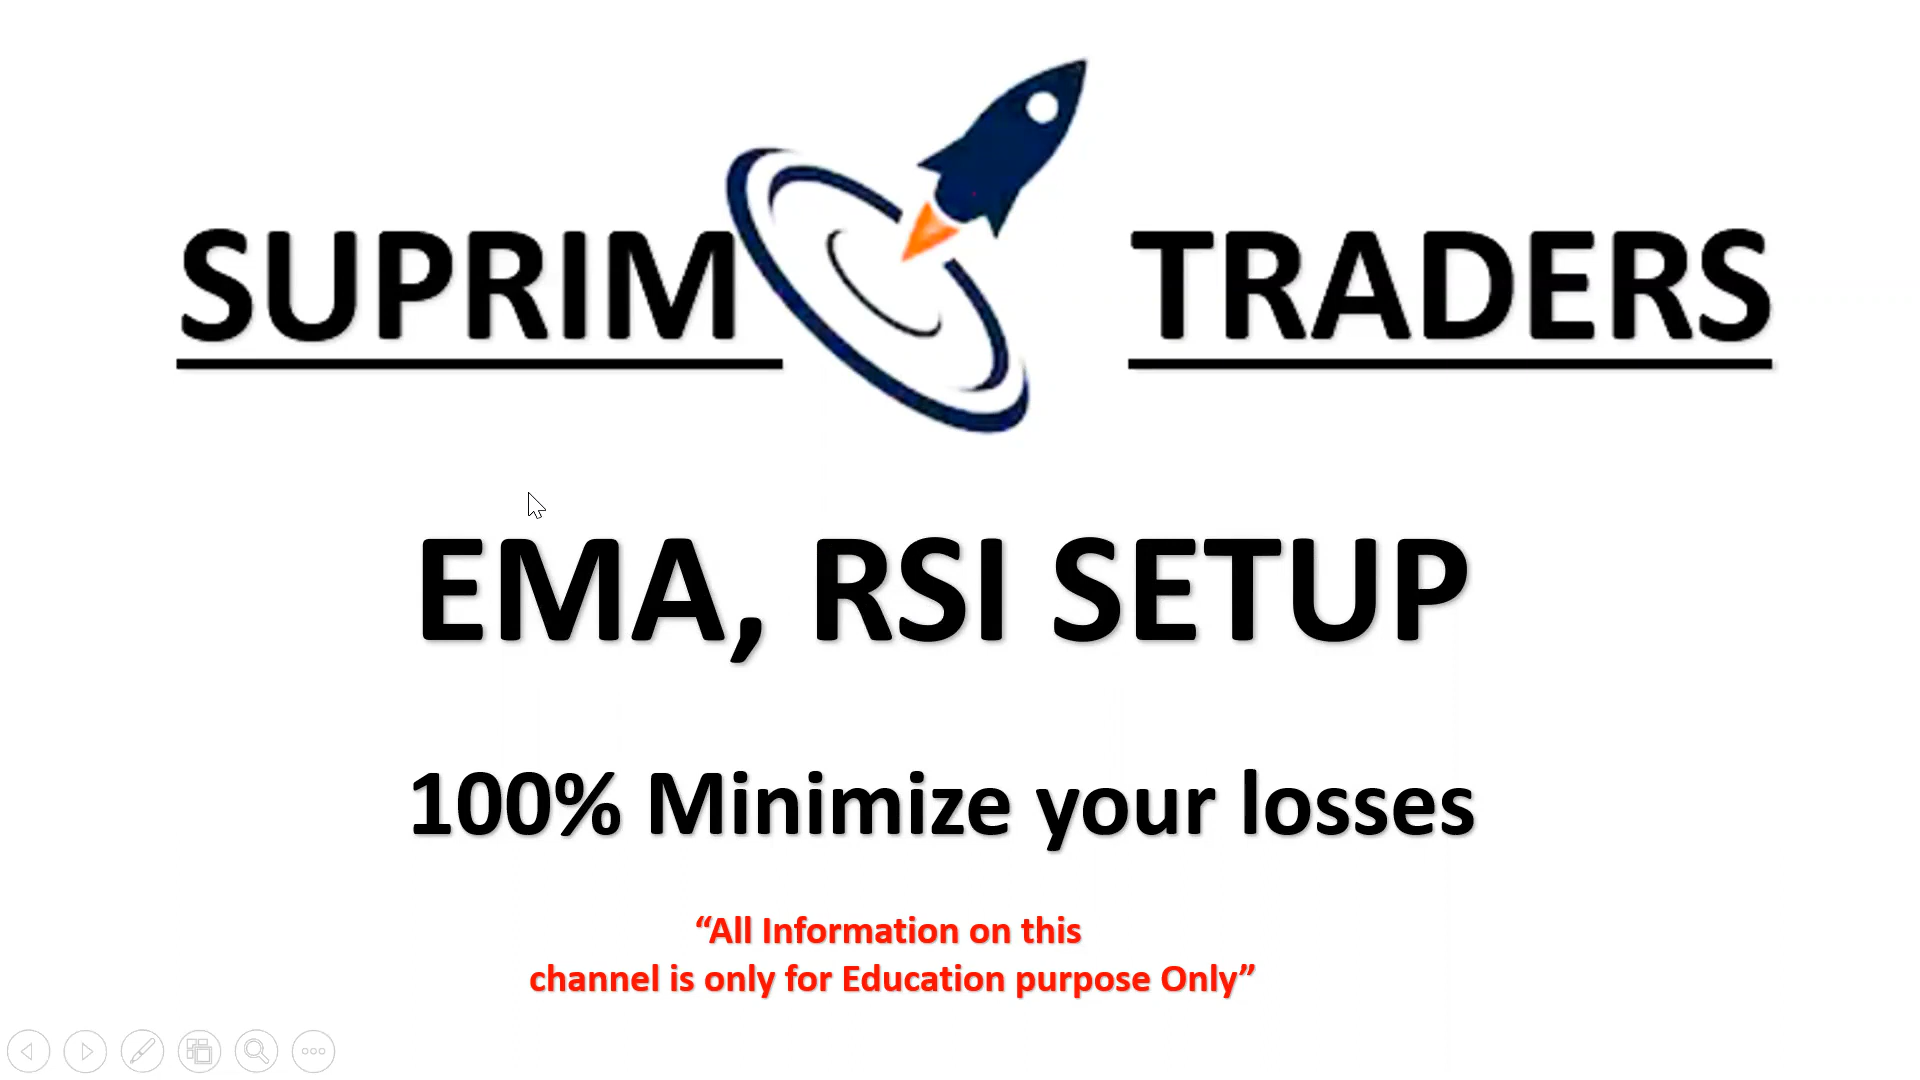 SUPRIM TRADERS
EMA, RSI SETUP
100% Minimize your losses
“All Information on this
channel is only for Education purpose Only”